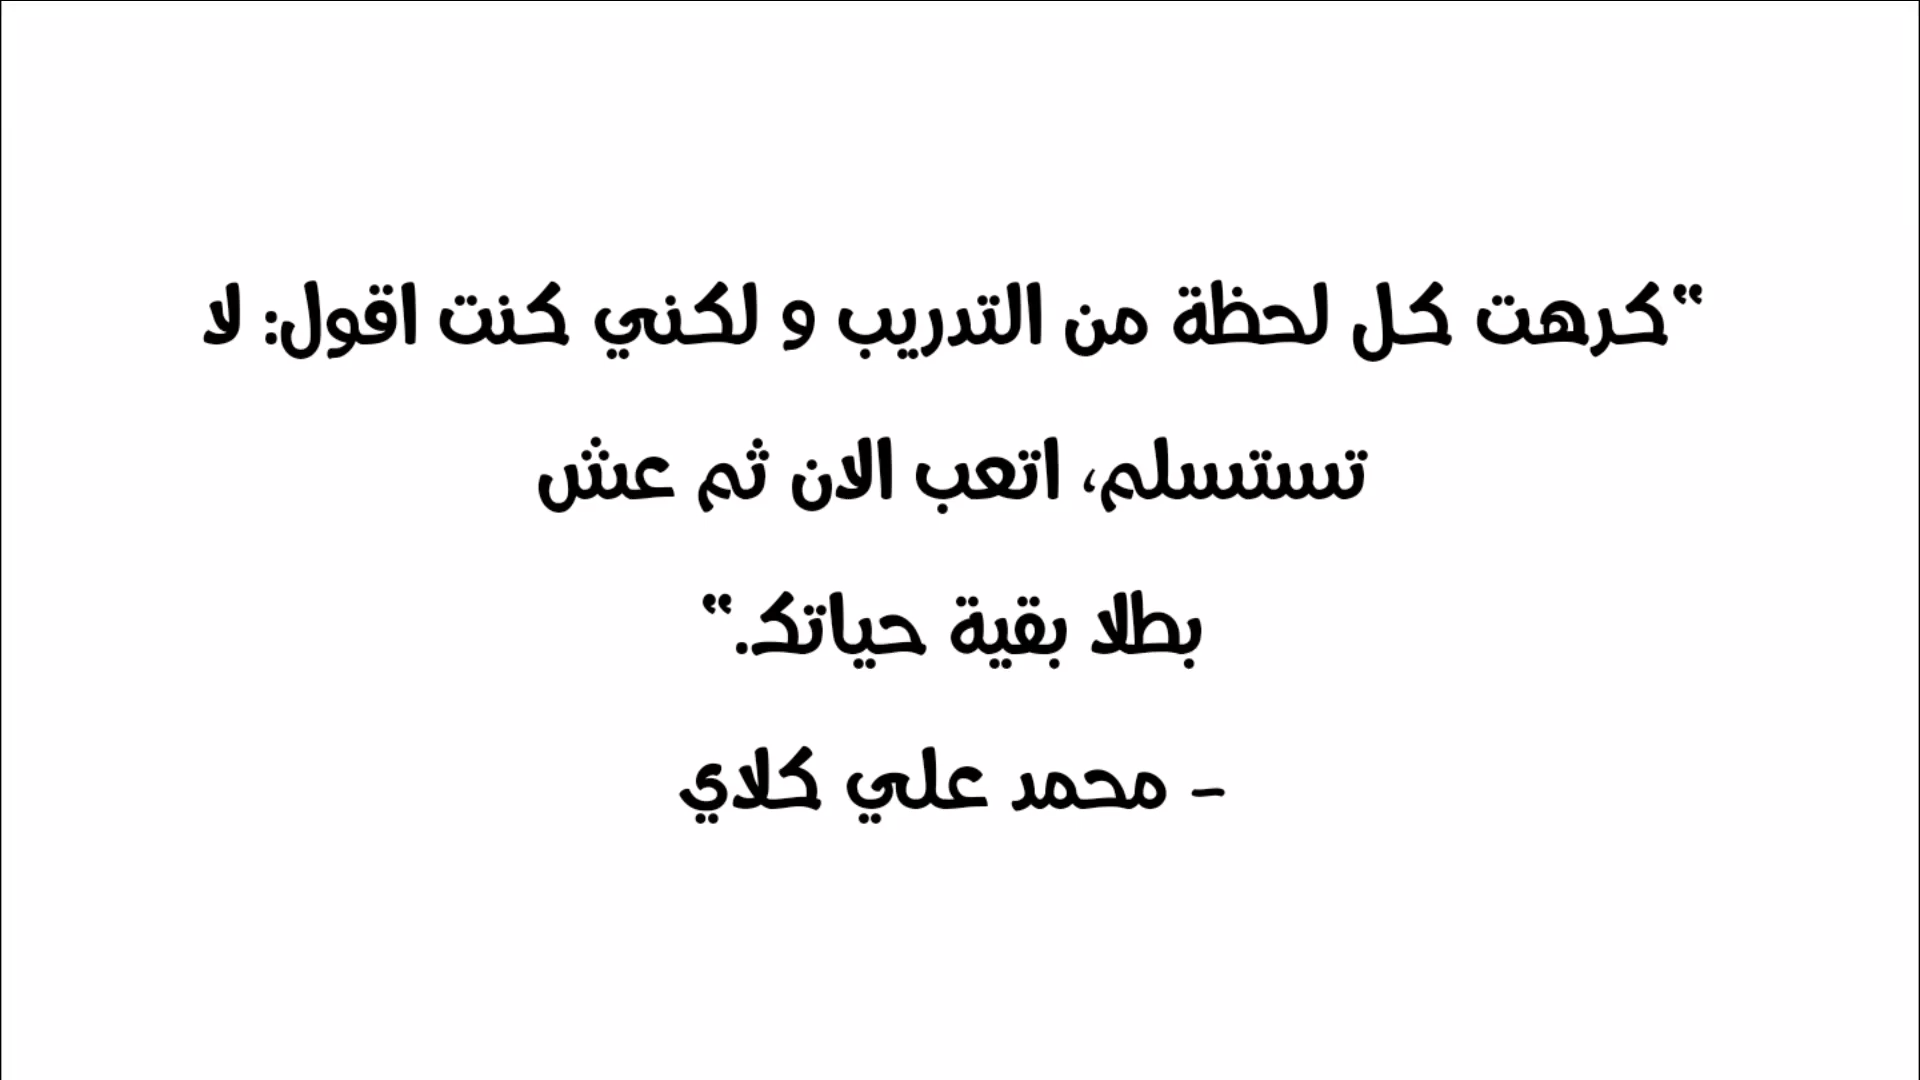 “كرهت كل لحظة من التدريب و لكني كنت اقول: لا
تستسلم، اتعب الان ثم عش
بطلا بقية حياتك.”
- محمد علي كلاي